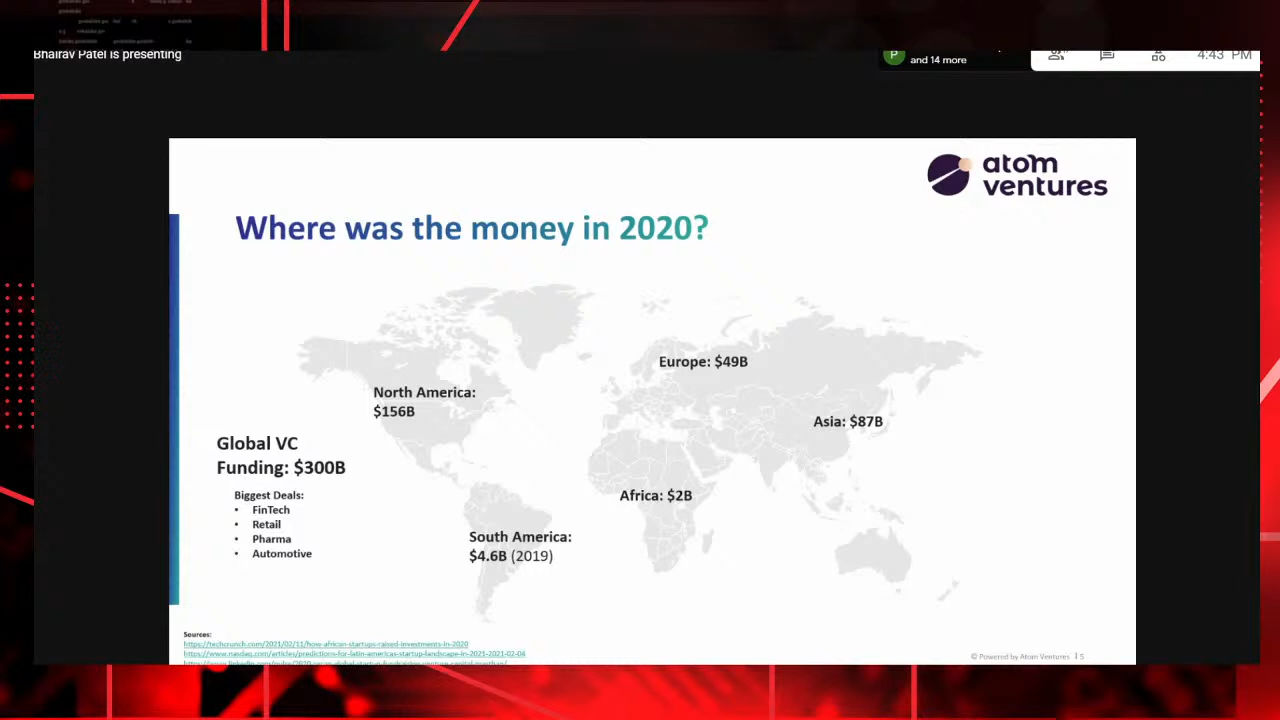 Bhairav Patel is presenting
P
and 14 more
4:43 PM
atom
ventures
Where was the money in 2020?
Europe: $49B
North America:
$156B
Asia: $87B
Global VC
Funding: $300B
Africa: $2B
Biggest Deals:
• FinTech
• Retail
• Pharma
• Automotive
South America:
$4.6B (2019)
Sources:
https://techcrunch.com/2021/02/11/how-african-startups-raised-investments-in-2020
https://www.nasdaq.com/articles/predictions-for-latin-americas-startup-landscape-in-2021-2021-02-04
© Powered by Atom Ventures | 5